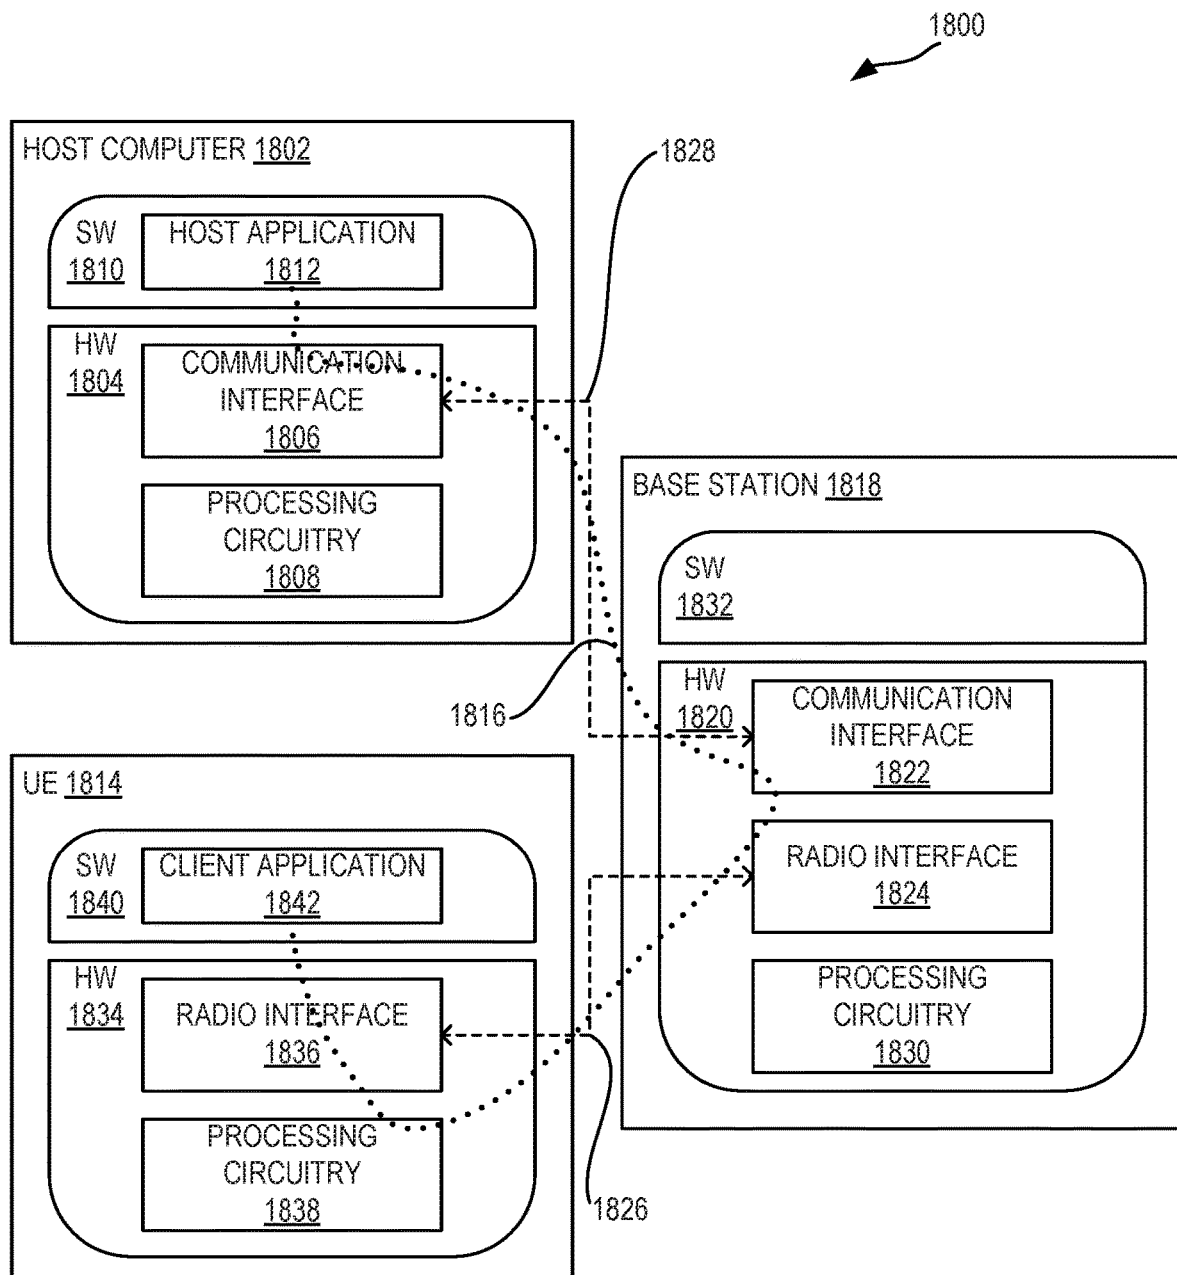 1800
HOST COMPUTER 1802
1828
SW
1810
HOST APPLICATION
1812
HW
1804
COMMUNICATION
INTERFACE
1806
PROCESSING
CIRCUITRY
1808
BASE STATION 1818
SW
1832
1816
HW
1820
COMMUNICATION
INTERFACE
1822
RADIO INTERFACE
1824
PROCESSING
CIRCUITRY
1830
UE 1814
SW
1840
CLIENT APPLICATION
1842
HW
1834
RADIO INTERFACE
1836
PROCESSING
CIRCUITRY
1838
1826